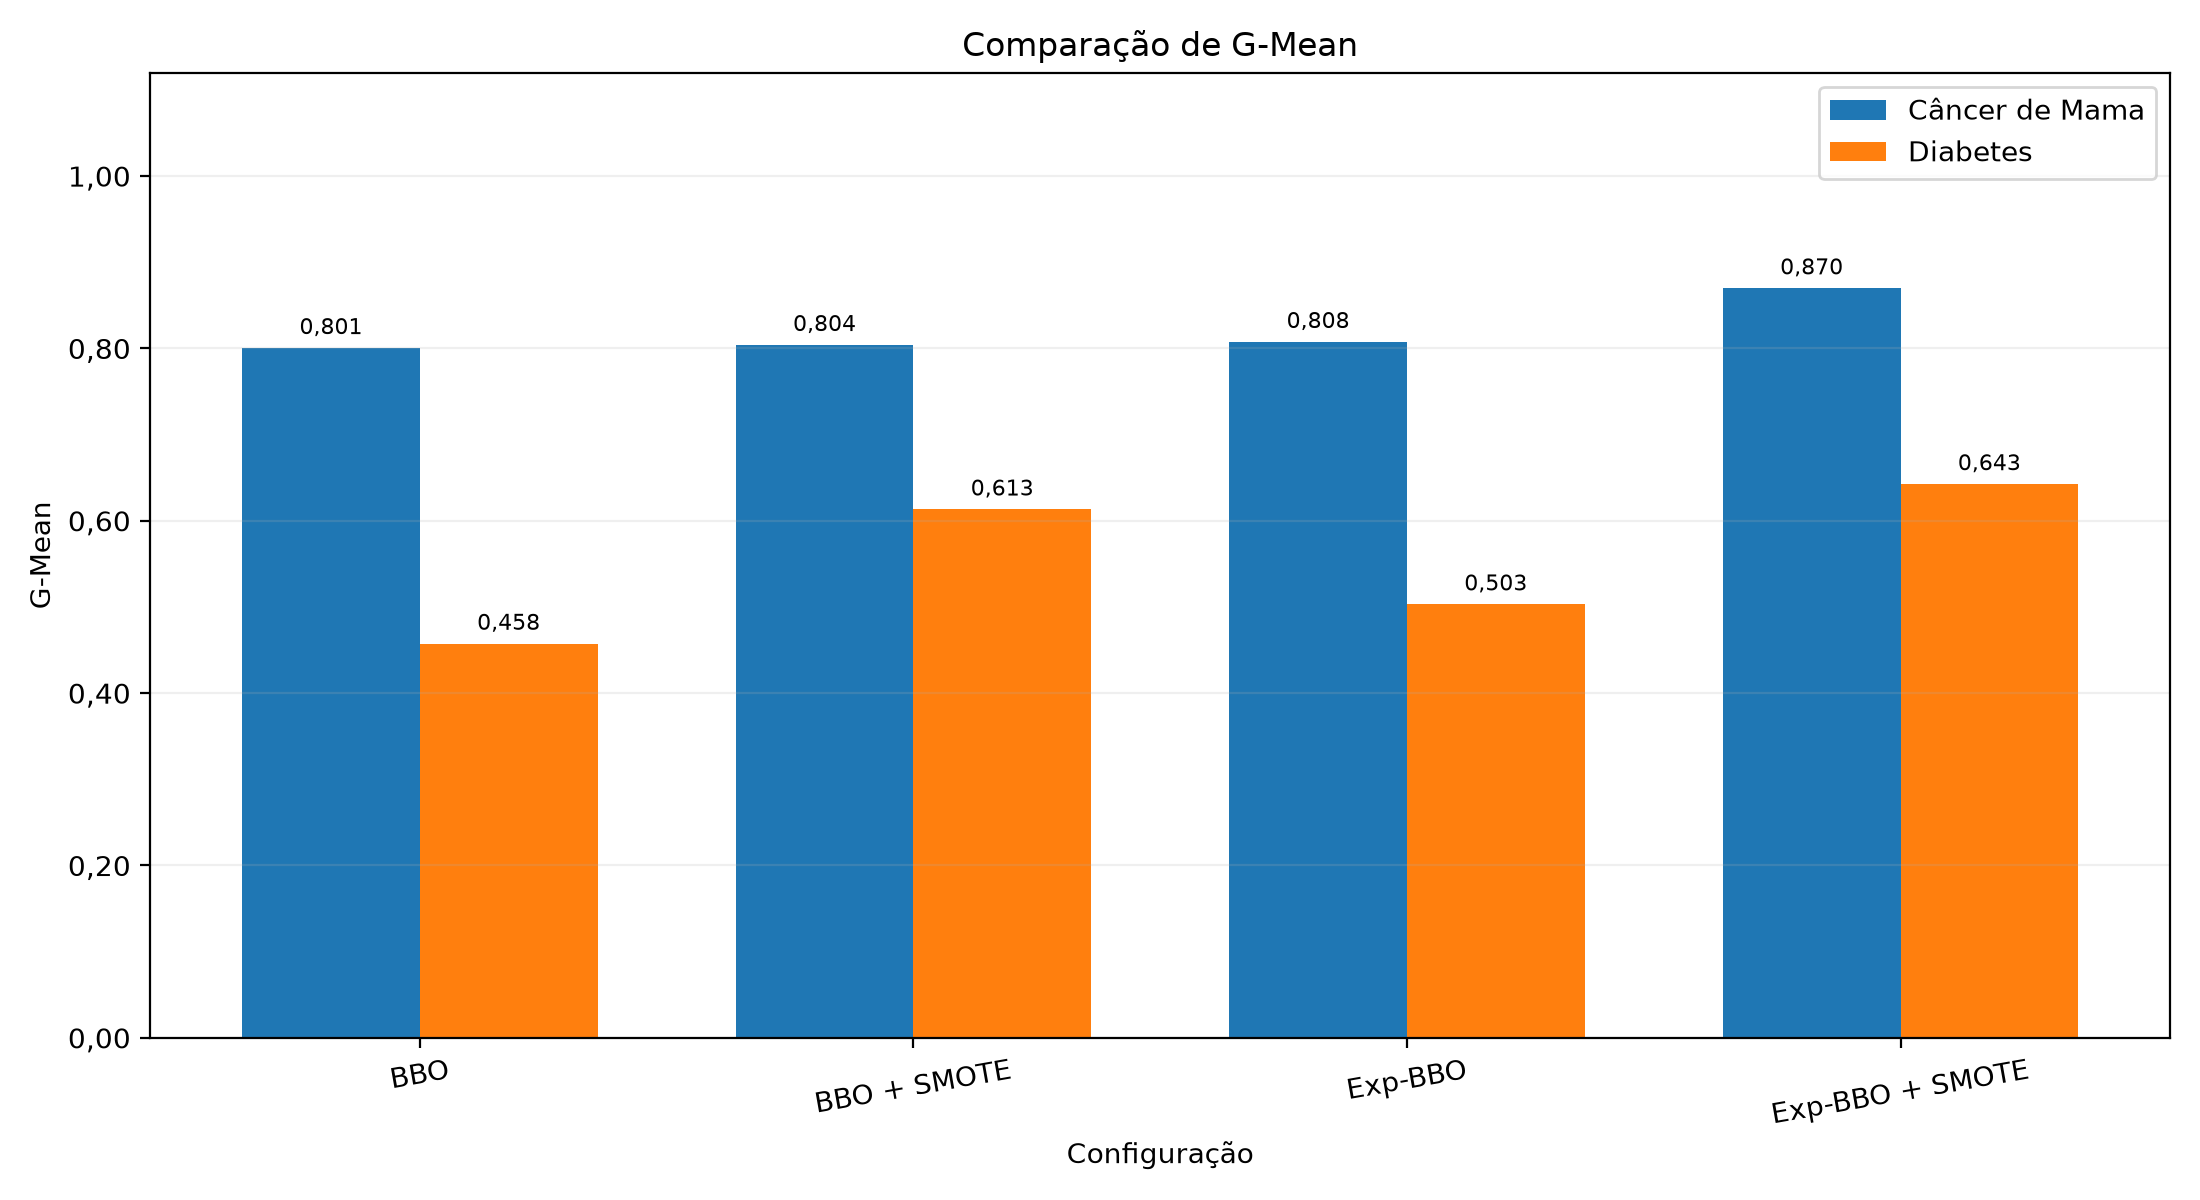 Comparação de G-Mean
Câncer de Mama
Diabetes
1,00
0,80
0,60
0,40
0,20
0,00
G-Mean
0,801
0,458
0,804
0,613
0,808
0,503
0,870
0,643
BBO
BBO + SMOTE
Exp-BBO
Exp-BBO + SMOTE
Configuração